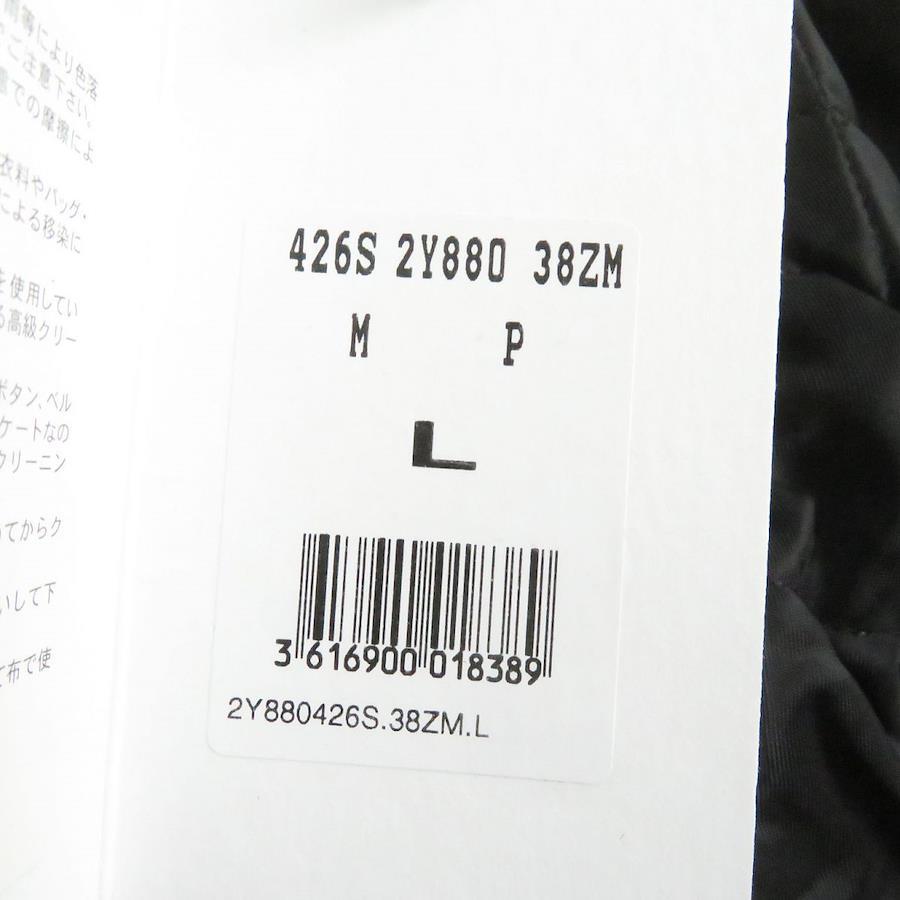 雨等により色落
ご注意下さい。
での摩擦によ
衣料やバッグ・
による移染に
を使用してい
る高級クリー
ボタン、ベル
ケートなの
クリーニン
てからク
いして下
て布で使
426S 2Y880 38ZM
M P
L
3 616900 018389
2Y880426S.38ZM.L